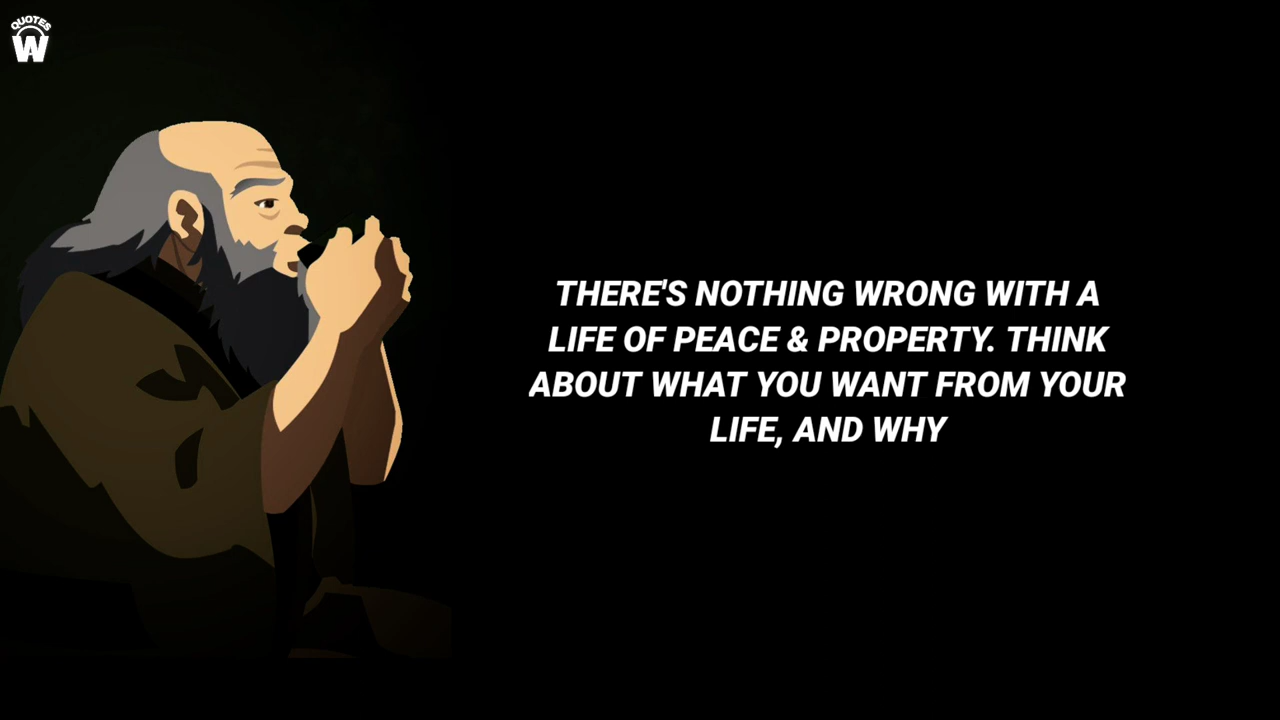 QUOTES
W
THERE'S NOTHING WRONG WITH A
LIFE OF PEACE & PROPERTY. THINK
ABOUT WHAT YOU WANT FROM YOUR
LIFE, AND WHY